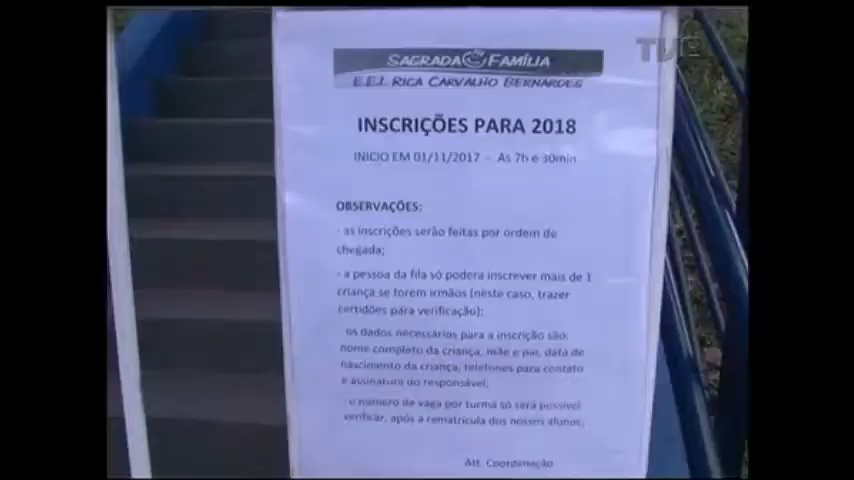 TVC
SAGRADA FAMÍLIA
E.E.I. RICA CARVALHO BERNARDES
INSCRIÇÕES PARA 2018
INICIO EM 01/11/2017 - Às 7h e 30min
OBSERVAÇÕES:
- as inscrições serão feitas por ordem de
chegada;
- a pessoa da fila só podera inscrever mais de 1
criança se forem irmãos (neste caso, trazer
certidões para verificação);
- os dados necessários para a inscrição são:
nome completo da criança, mãe e pai, data de
nascimento da criança, telefones para contato
e assinatura do responsável;
- o número de vaga por turma só será possível
verificar, após a rematrícula dos nossos alunos;
Att. Coordenação